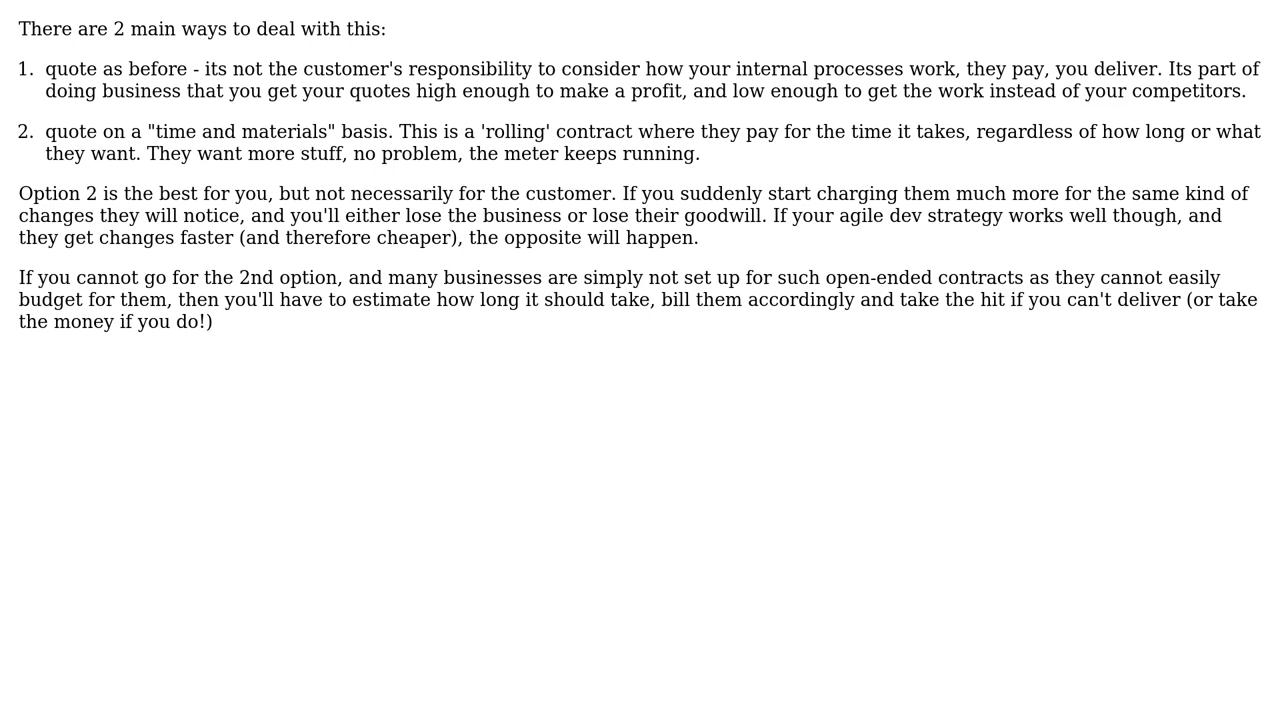 There are 2 main ways to deal with this:
1. quote as before - its not the customer's responsibility to consider how your internal processes work, they pay, you deliver. Its part of
doing business that you get your quotes high enough to make a profit, and low enough to get the work instead of your competitors.
2. quote on a "time and materials" basis. This is a 'rolling' contract where they pay for the time it takes, regardless of how long or what
they want. They want more stuff, no problem, the meter keeps running.
Option 2 is the best for you, but not necessarily for the customer. If you suddenly start charging them much more for the same kind of
changes they will notice, and you'll either lose the business or lose their goodwill. If your agile dev strategy works well though, and
they get changes faster (and therefore cheaper), the opposite will happen.
If you cannot go for the 2nd option, and many businesses are simply not set up for such open-ended contracts as they cannot easily
budget for them, then you'll have to estimate how long it should take, bill them accordingly and take the hit if you can't deliver (or take
the money if you do!)